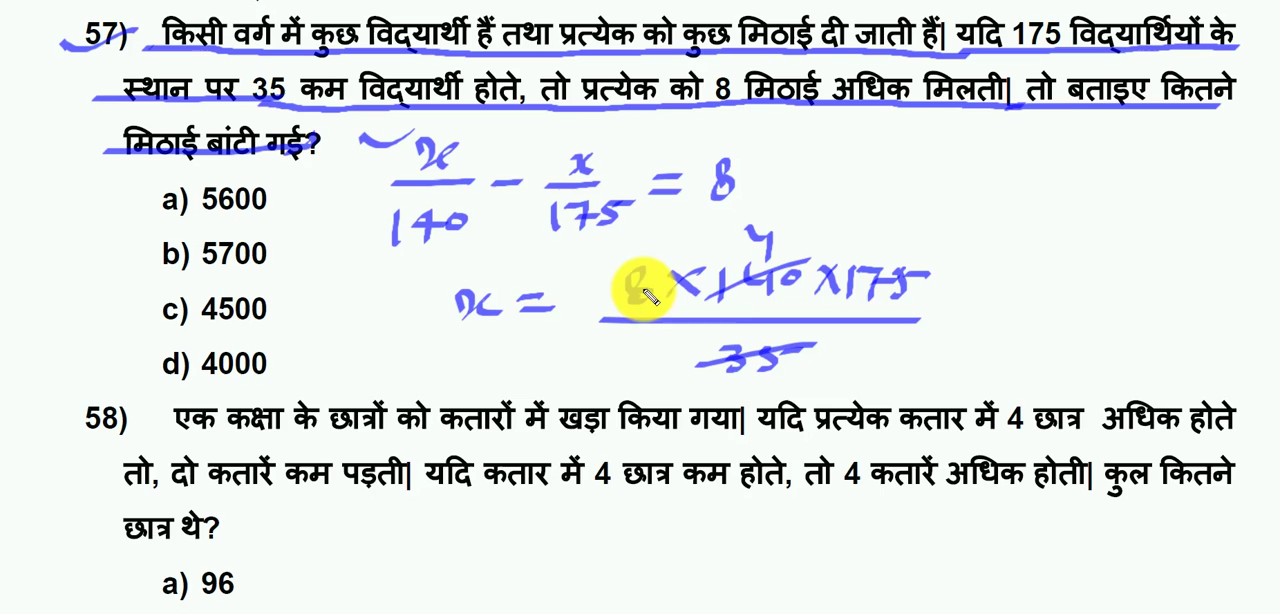 57) किसी वर्ग में कुछ विद्यार्थी हैं तथा प्रत्येक को कुछ मिठाई दी जाती हैं| यदि 175 विद्यार्थियों के
स्थान पर 35 कम विद्यार्थी होते, तो प्रत्येक को 8 मिठाई अधिक मिलती| तो बताइए कितने
मिठाई बांटी गई?
x/140 - x/175 = 8
a) 5600
b) 5700
4
x = 8 × 140 × 175 / 35
c) 4500
d) 4000
58) एक कक्षा के छात्रों को कतारों में खड़ा किया गया| यदि प्रत्येक कतार में 4 छात्र अधिक होते
तो, दो कतारें कम पड़ती| यदि कतार में 4 छात्र कम होते, तो 4 कतारें अधिक होती| कुल कितने
छात्र थे?
a) 96